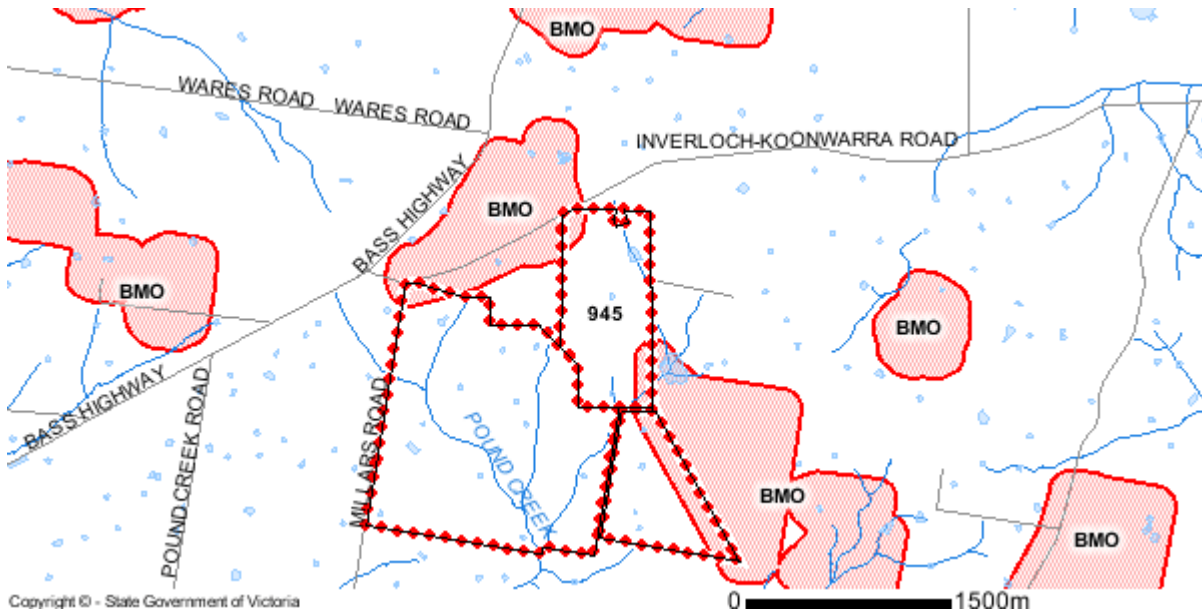 BMO
WARES ROAD WARES ROAD
INVERLOCH-KOONWARRA ROAD
BASS HIGHWAY
BMO
BMO
945
BMO
BASS HIGHWAY
POUND CREEK ROAD
MILLARS ROAD
POUND CREEK
BMO
BMO
Copyright © - State Government of Victoria
0 1500m